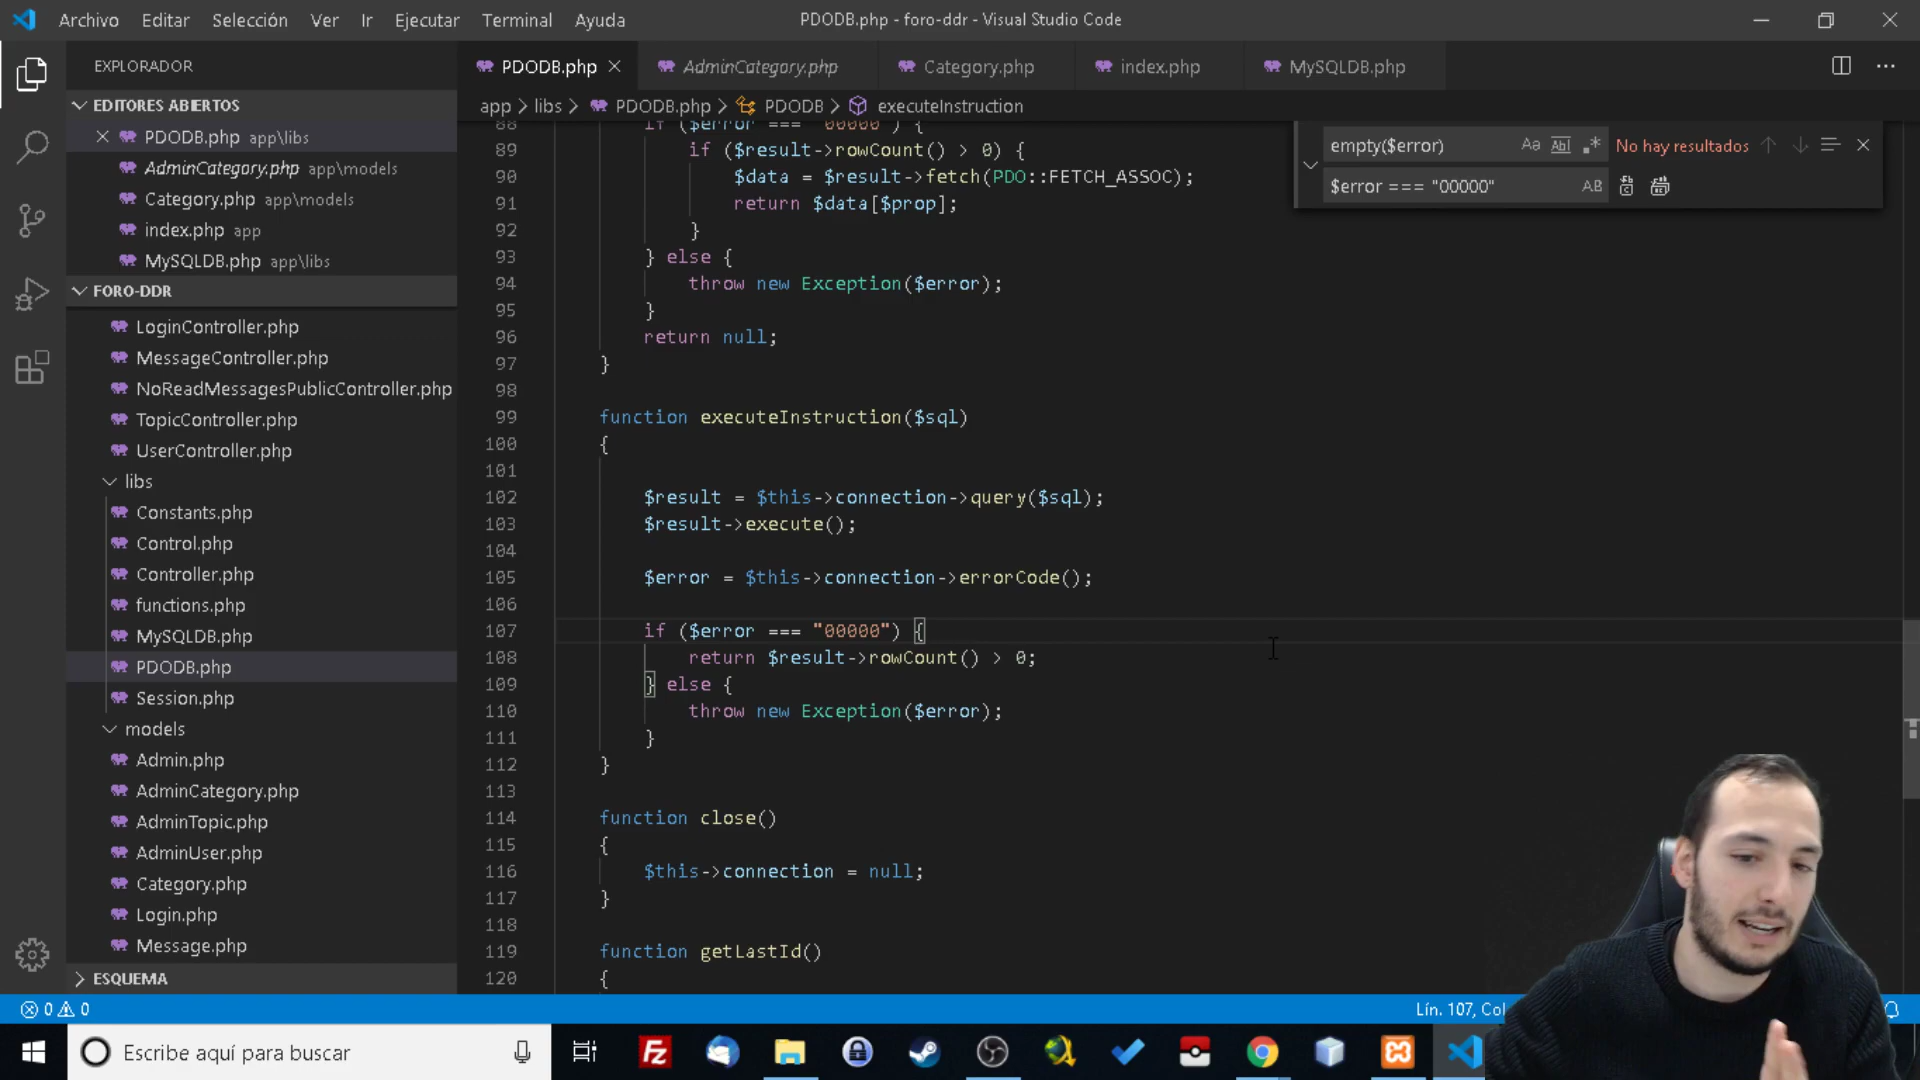 Archivo Editar Selección Ver Ir Ejecutar Terminal Ayuda
PDODB.php - foro-ddr - Visual Studio Code
EXPLORADOR
EDITORES ABIERTOS
PDODB.php app\libs
AdminCategory.php app\models
Category.php app\models
index.php app
MySQLDB.php app\libs
FORO-DDR
LoginController.php
MessageController.php
NoReadMessagesPublicController.php
TopicController.php
UserController.php
libs
Constants.php
Control.php
Controller.php
functions.php
MySQLDB.php
PDODB.php
Session.php
models
Admin.php
AdminCategory.php
AdminTopic.php
AdminUser.php
Category.php
Login.php
Message.php
ESQUEMA
PDODB.php AdminCategory.php Category.php index.php MySQLDB.php
app > libs > PDODB.php > PDODB > executeInstruction
empty($error) Aa Abl .* No hay resultados
$error === "00000" AB
88 if ($error === "00000") {
89 if ($result->rowCount() > 0) {
90 $data = $result->fetch(PDO::FETCH_ASSOC);
91 return $data[$prop];
92 }
93 } else {
94 throw new Exception($error);
95 }
96 return null;
97 }
98
99 function executeInstruction($sql)
100 {
101
102 $result = $this->connection->query($sql);
103 $result->execute();
104
105 $error = $this->connection->errorCode();
106
107 if ($error === "00000") {
108 return $result->rowCount() > 0;
109 } else {
110 throw new Exception($error);
111 }
112 }
113
114 function close()
115 {
116 $this->connection = null;
117 }
118
119 function getLastId()
120 {
0 0
Lín. 107, Col
Escribe aquí para buscar